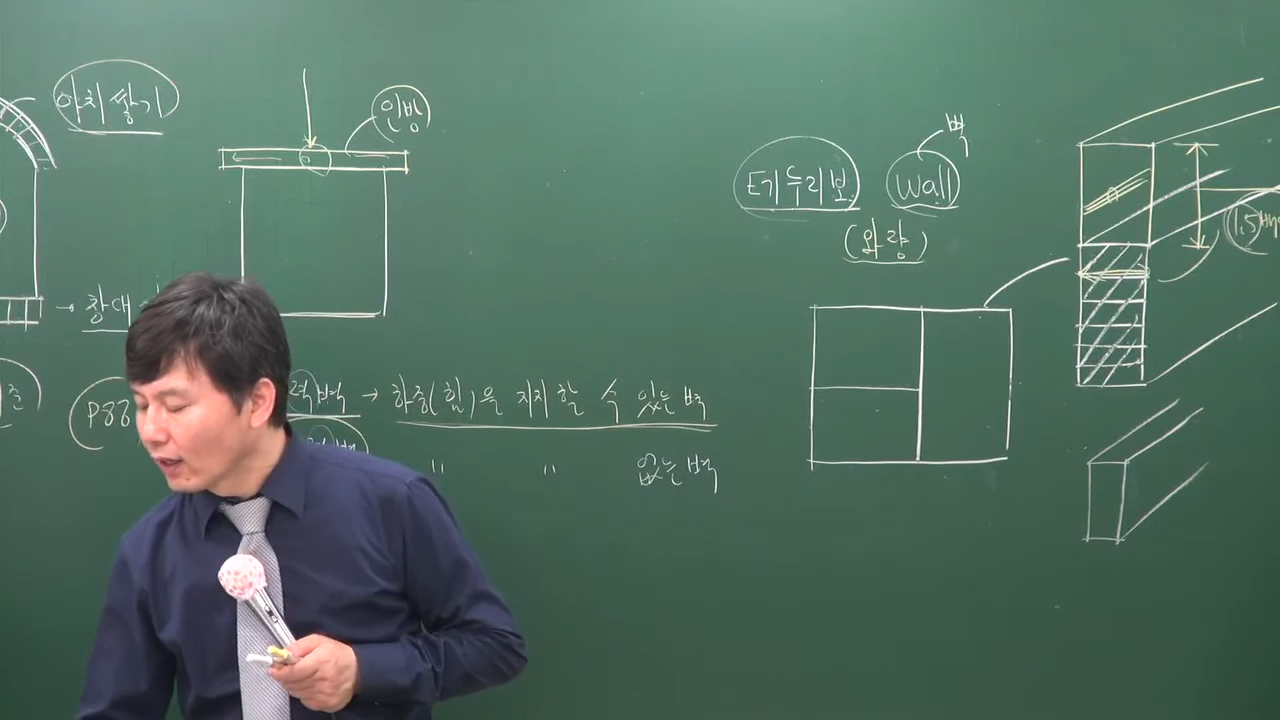 아치쌓기
인방
벽
테두리보
Wall
(와량)
1.5배
창대
P88
력벽 → 하중(힘)을 지지할 수 있는 벽
" " 없는 벽